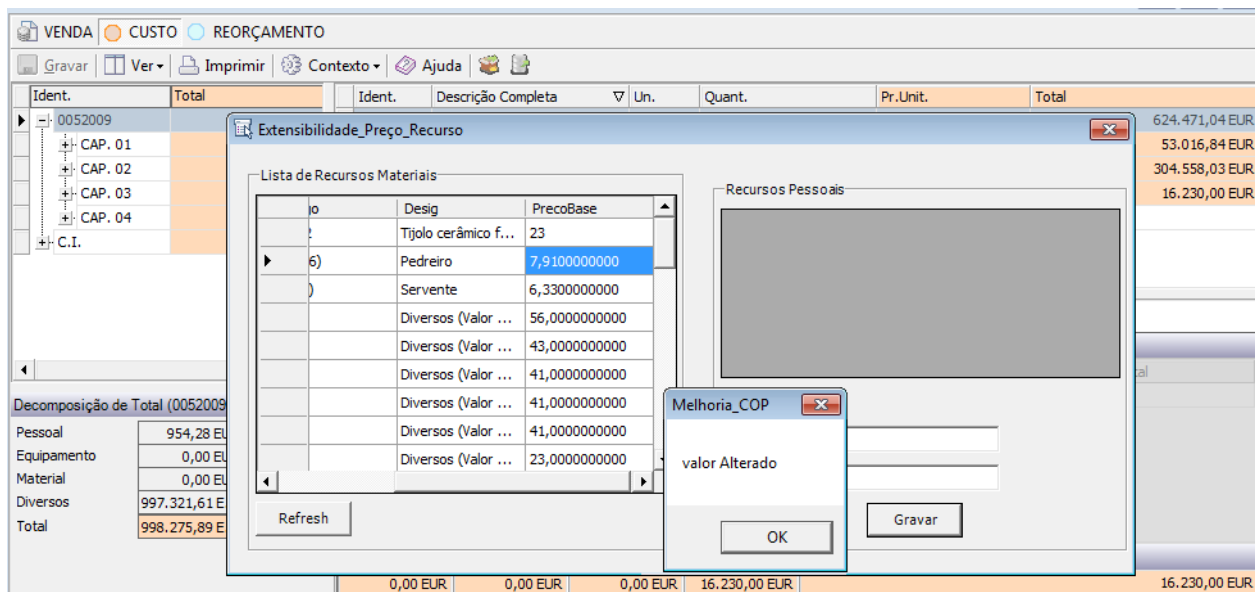 VENDA CUSTO REORÇAMENTO
Gravar Ver Imprimir Contexto Ajuda
Ident. Total Ident. Descrição Completa Un. Quant. Pr.Unit. Total
0052009 624.471,04 EUR
CAP. 01 53.016,84 EUR
CAP. 02 304.558,03 EUR
CAP. 03 16.230,00 EUR
CAP. 04
C.I.
Extensibilidade_Preço_Recurso
Lista de Recursos Materiais
Desig PrecoBase
Tijolo cerâmico f... 23
6) Pedreiro 7,9100000000
) Servente 6,3300000000
Diversos (Valor ... 56,0000000000
Diversos (Valor ... 43,0000000000
Diversos (Valor ... 41,0000000000
Diversos (Valor ... 41,0000000000
Diversos (Valor ... 41,0000000000
Diversos (Valor ... 23,0000000000
Refresh
Recursos Pessoais
Melhoria_COP
valor Alterado
OK
Gravar
Decomposição de Total (0052009
Pessoal 954,28 EU
Equipamento 0,00 EU
Material 0,00 EU
Diversos 997.321,61 E
Total 998.275,89 E
0,00 EUR 0,00 EUR 0,00 EUR 16.230,00 EUR 16.230,00 EUR